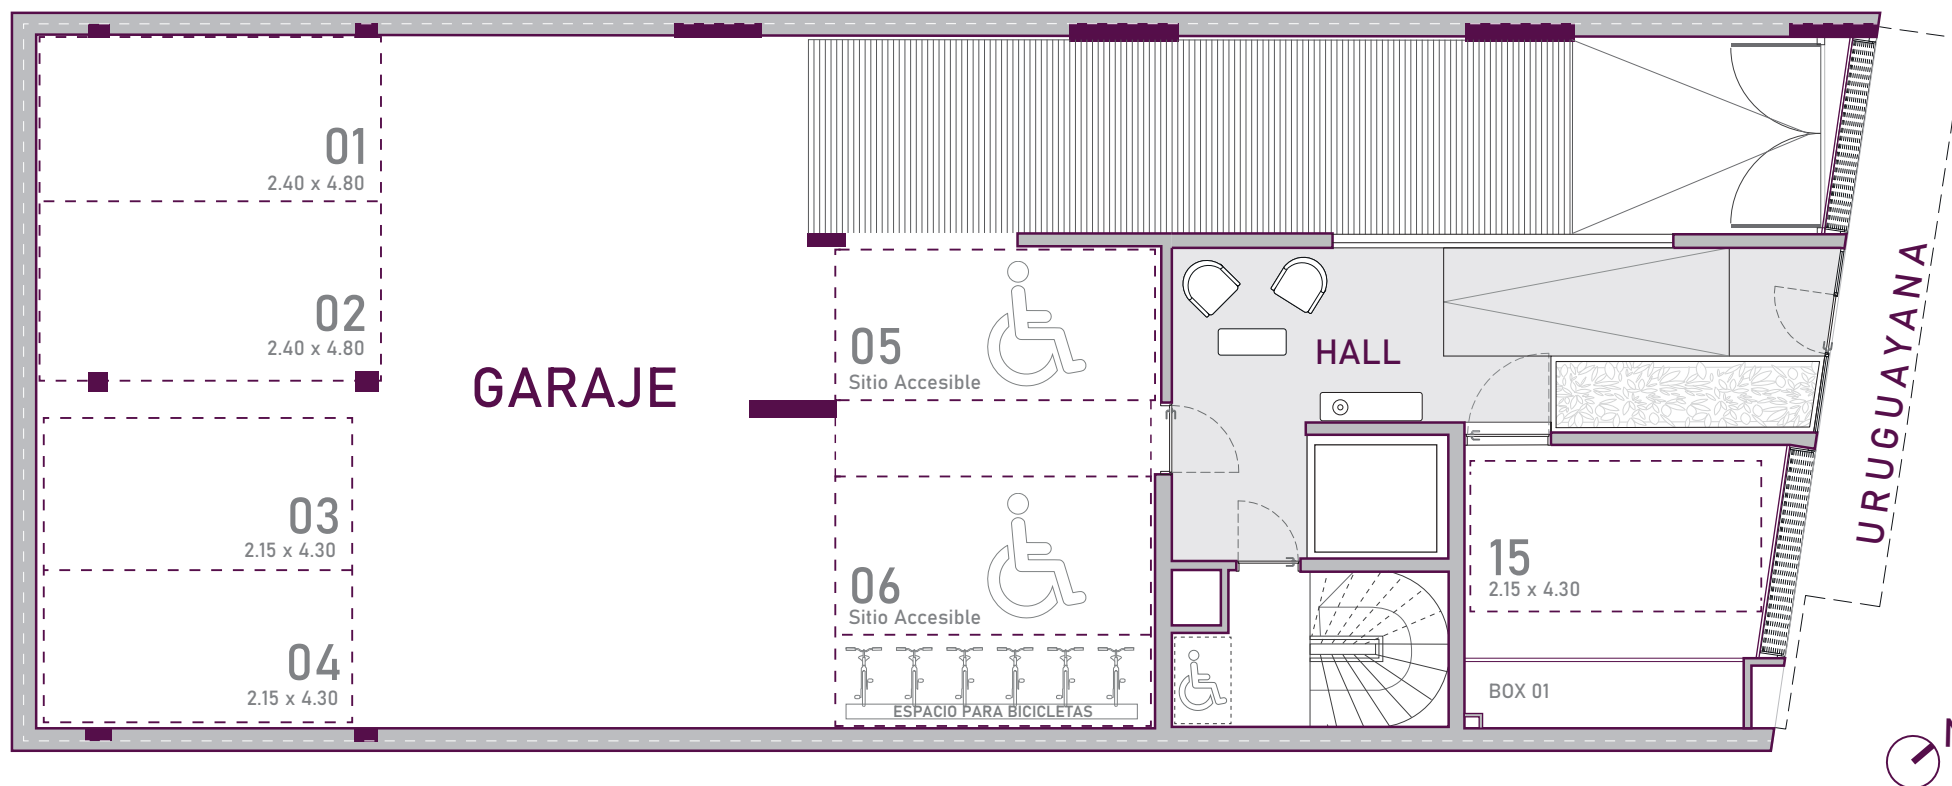 01
2.40 x 4.80
02
2.40 x 4.80
03
2.15 x 4.30
04
2.15 x 4.30
GARAJE
05
Sitio Accesible
06
Sitio Accesible
ESPACIO PARA BICICLETAS
HALL
15
2.15 x 4.30
BOX 01
URUGUAYANA
N